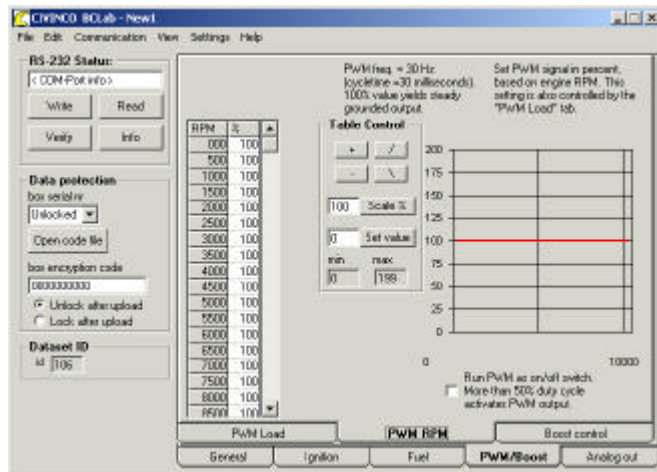 CIVINCO BCLab - New1
File Edit Communication View Settings Help
RS-232 Status:
< COM-Port info >
Write Read
Verify Info
Data protection
box serial nr
Unlocked
Open code file
box encryption code
0000000000
Unlock after upload
Lock after upload
Dataset ID
id 106
PWM freq. = 30 Hz
(cycletime =30 milliseconds).
100% value yields steady
grounded output.
Set PWM signal in percent,
based on engine RPM. This
setting is also controlled by the
"PWM Load" tab.
RPM %
000 100
500 100
1000 100
1500 100
2000 100
2500 100
3000 100
3500 100
4000 100
4500 100
5000 100
5500 100
6000 100
6500 100
7000 100
7500 100
8000 100
8500 100
Table Control
+ /
- \
100 Scale %
0 Set value
min max
0 199
200
175
150
125
100
75
50
25
0
0 10000
Run PWM as on/off switch.
More than 50% duty cycle
activates PWM output.
PWM Load PWM RPM Boost control
General Ignition Fuel PWM/Boost Analog out